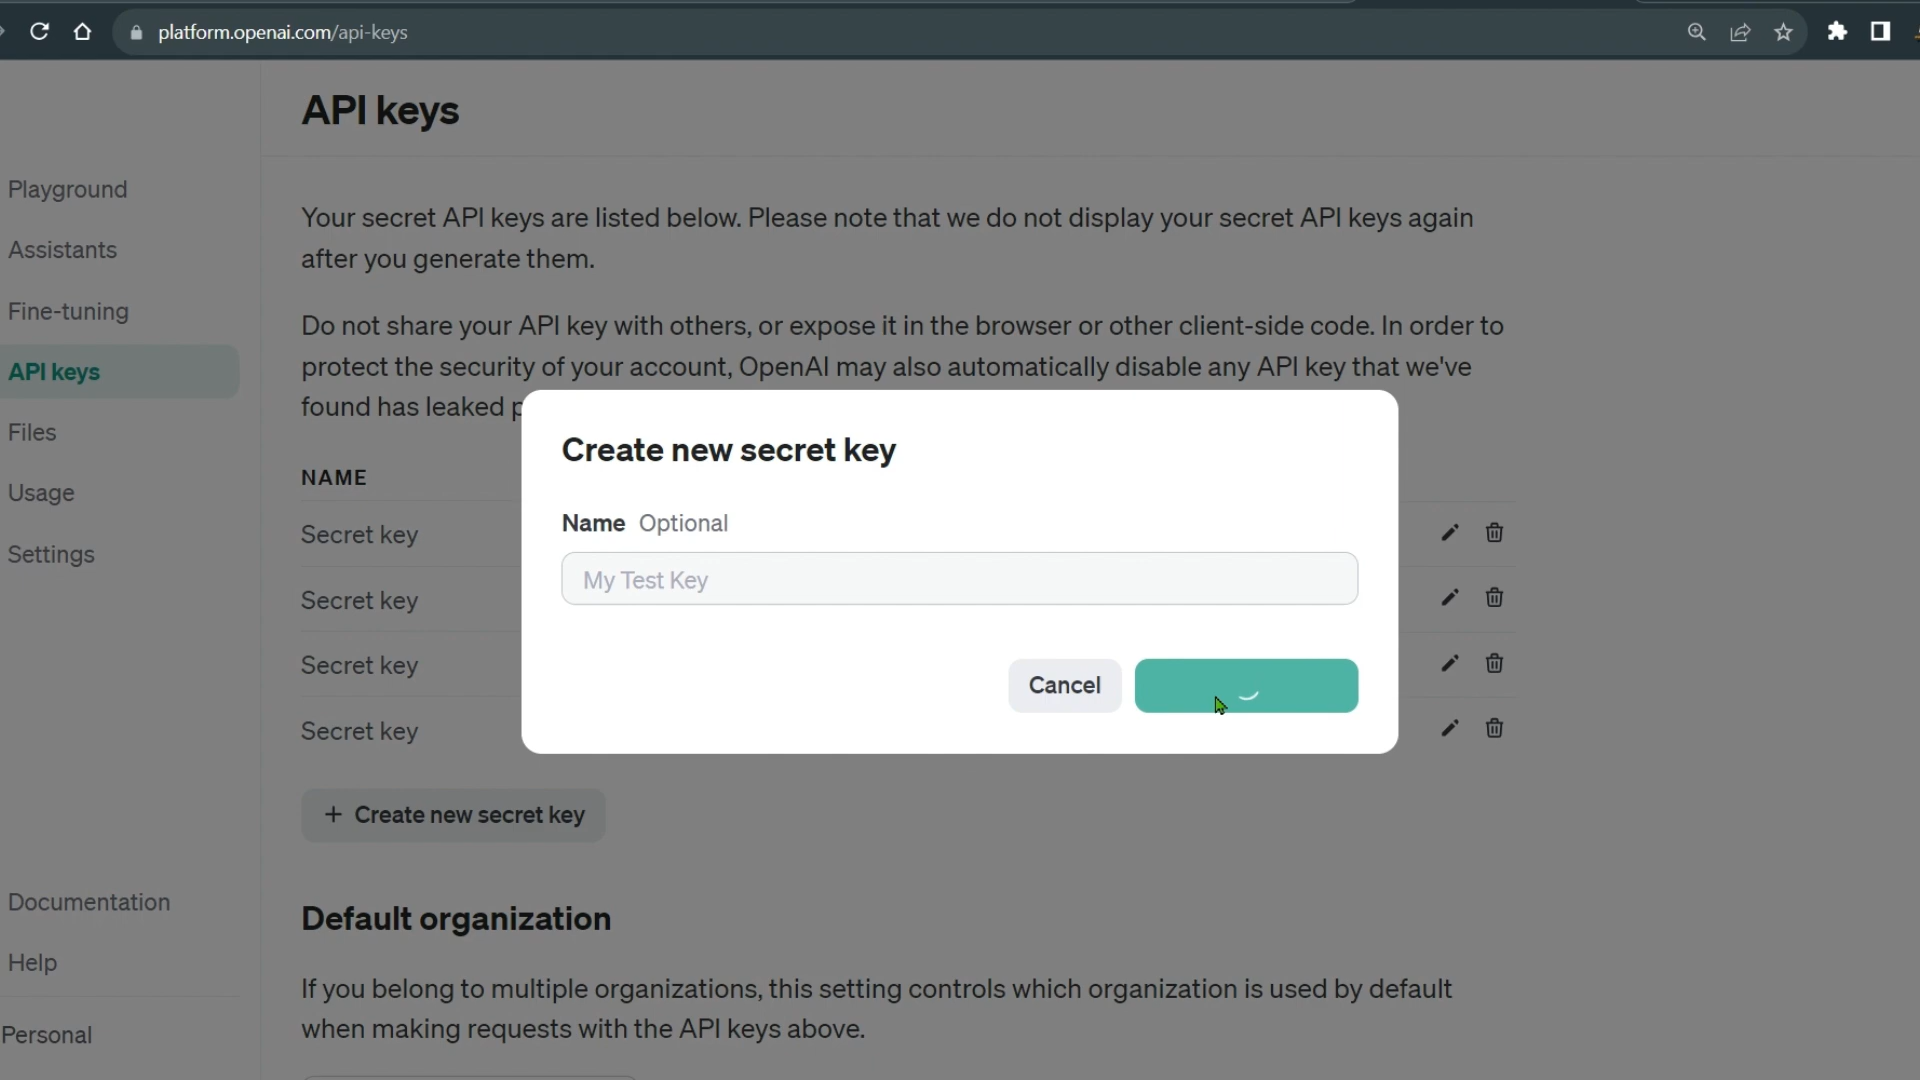 platform.openai.com/api-keys
API keys
Playground
Assistants
Fine-tuning
API keys
Files
Usage
Settings
Documentation
Help
Personal
Your secret API keys are listed below. Please note that we do not display your secret API keys again
after you generate them.
Do not share your API key with others, or expose it in the browser or other client-side code. In order to
protect the security of your account, OpenAI may also automatically disable any API key that we've
found has leaked
NAME
Secret key
Secret key
Secret key
Secret key
+ Create new secret key
Create new secret key
Name Optional
My Test Key
Cancel
Default organization
If you belong to multiple organizations, this setting controls which organization is used by default
when making requests with the API keys above.